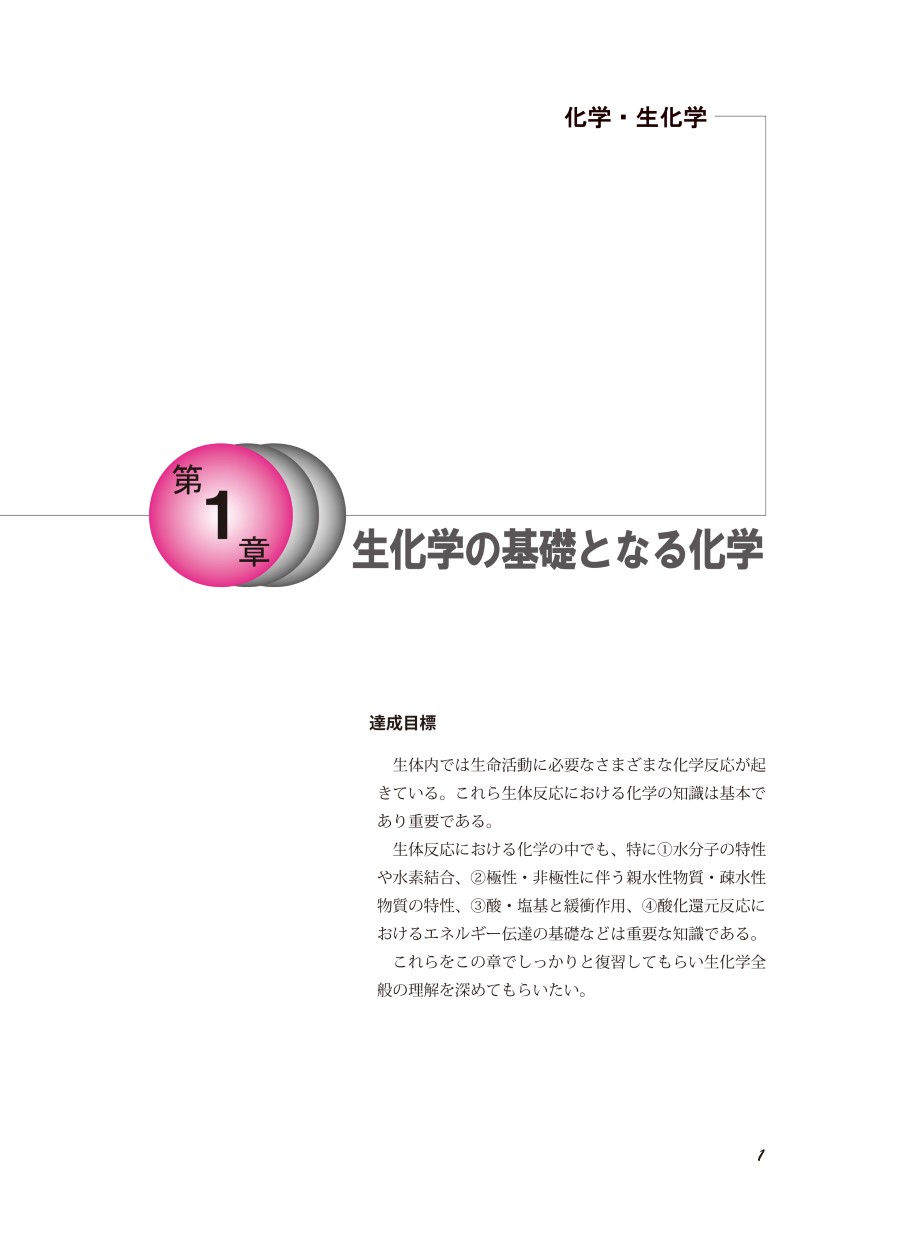 化学・生化学
第1章
生化学の基礎となる化学
達成目標
　生体内では生命活動に必要なさまざまな化学反応が起
きている。これら生体反応における化学の知識は基本で
あり重要である。
　生体反応における化学の中でも、特に①水分子の特性
や水素結合、②極性・非極性に伴う親水性物質・疎水性
物質の特性、③酸・塩基と緩衝作用、④酸化還元反応に
おけるエネルギー伝達の基礎などは重要な知識である。
　これらをこの章でしっかりと復習してもらい生化学全
般の理解を深めてもらいたい。
1